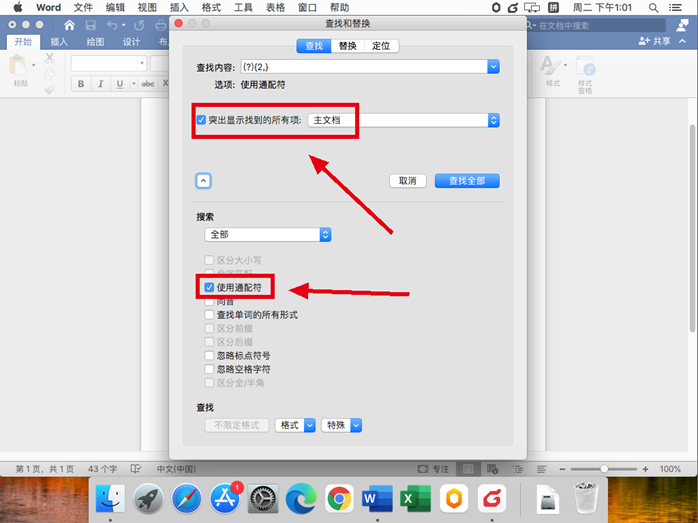 Word 文件 编辑 视图 插入 格式 工具 表格 窗口 帮助 拼 周二下午1:01
查找和替换
在文档中搜索
开始 插入 绘图 设计
共享
查找 替换 定位
粘贴
B I U abc X
样式 样式
窗格
查找内容: (?){2,}
选项: 使用通配符
突出显示找到的所有项: 主文档
取消 查找全部
搜索
全部
区分大小写
全字匹配
使用通配符
同音
查找单词的所有形式
区分前缀
区分后缀
忽略标点符号
忽略空格字符
区分全/半角
查找
不限定格式 格式 特殊
第1页，共1页 43个字 中文(中国) 专注 100%
1